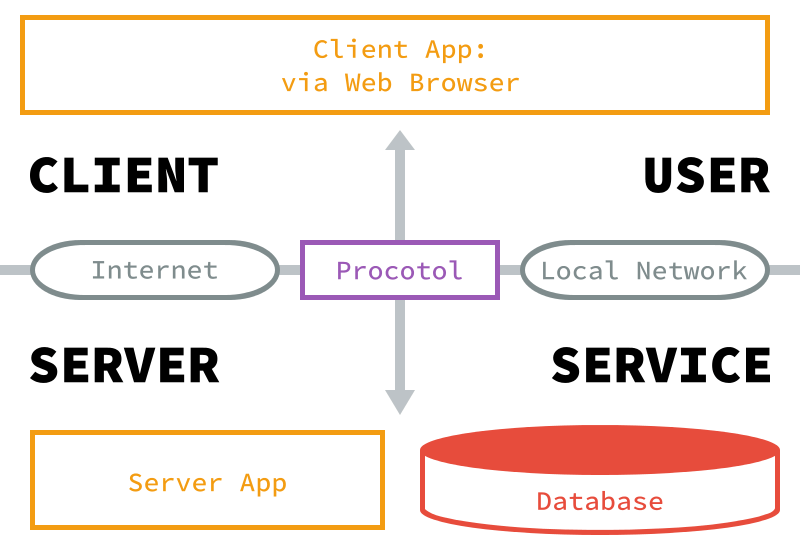 Client App:
via Web Browser
CLIENT
USER
Internet
Procotol
Local Network
SERVER
SERVICE
Server App
Database